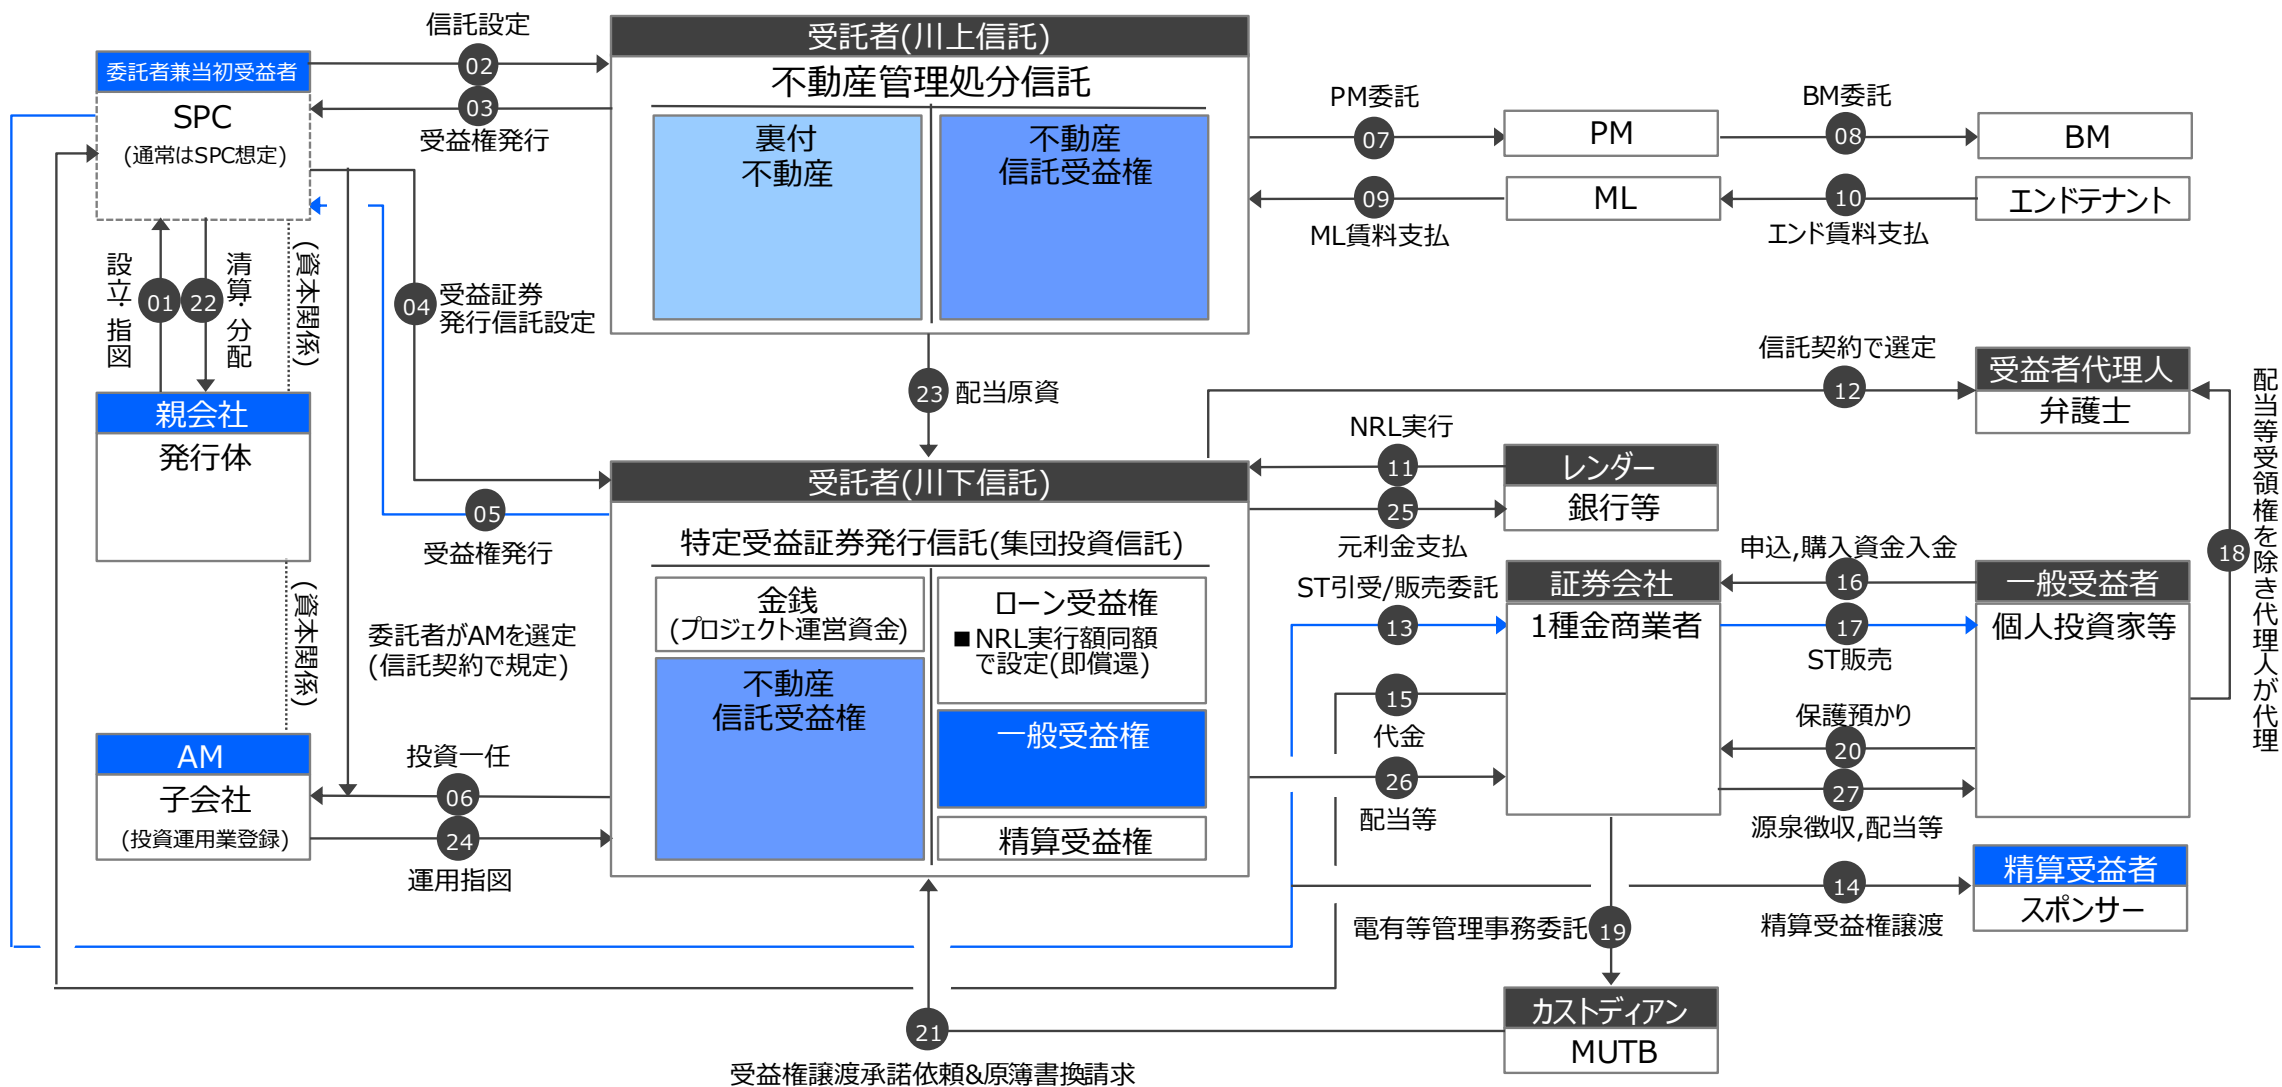 信託設定
02
03
受益権発行
委託者兼当初受益者
SPC
(通常はSPC想定)
設立・指図
01
22
清算・分配
(資本関係)
04
受益証券
発行信託設定
親会社
発行体
05
受益権発行
(資本関係)
委託者がAMを選定
(信託契約で規定)
AM
子会社
(投資運用業登録)
投資一任
06
24
運用指図
受託者(川上信託)
不動産管理処分信託
裏付
不動産
不動産
信託受益権
23
配当原資
受託者(川下信託)
特定受益証券発行信託(集団投資信託)
金銭
(プロジェクト運営資金)
不動産
信託受益権
ローン受益権
■NRL実行額同額
で設定(即償還)
一般受益権
精算受益権
21
受益権譲渡承諾依頼&原簿書換請求
PM委託
07
PM
BM委託
08
BM
09
ML賃料支払
ML
10
エンド賃料支払
エンドテナント
信託契約で選定
12
受益者代理人
弁護士
NRL実行
11
25
元利金支払
レンダー
銀行等
ST引受/販売委託
13
15
代金
26
配当等
証券会社
1種金商業者
申込,購入資金入金
16
17
ST販売
保護預かり
20
27
源泉徴収,配当等
一般受益者
個人投資家等
18
配当等受領権を除き代理人が代理
14
精算受益権譲渡
精算受益者
スポンサー
電有等管理事務委託
19
カストディアン
MUTB